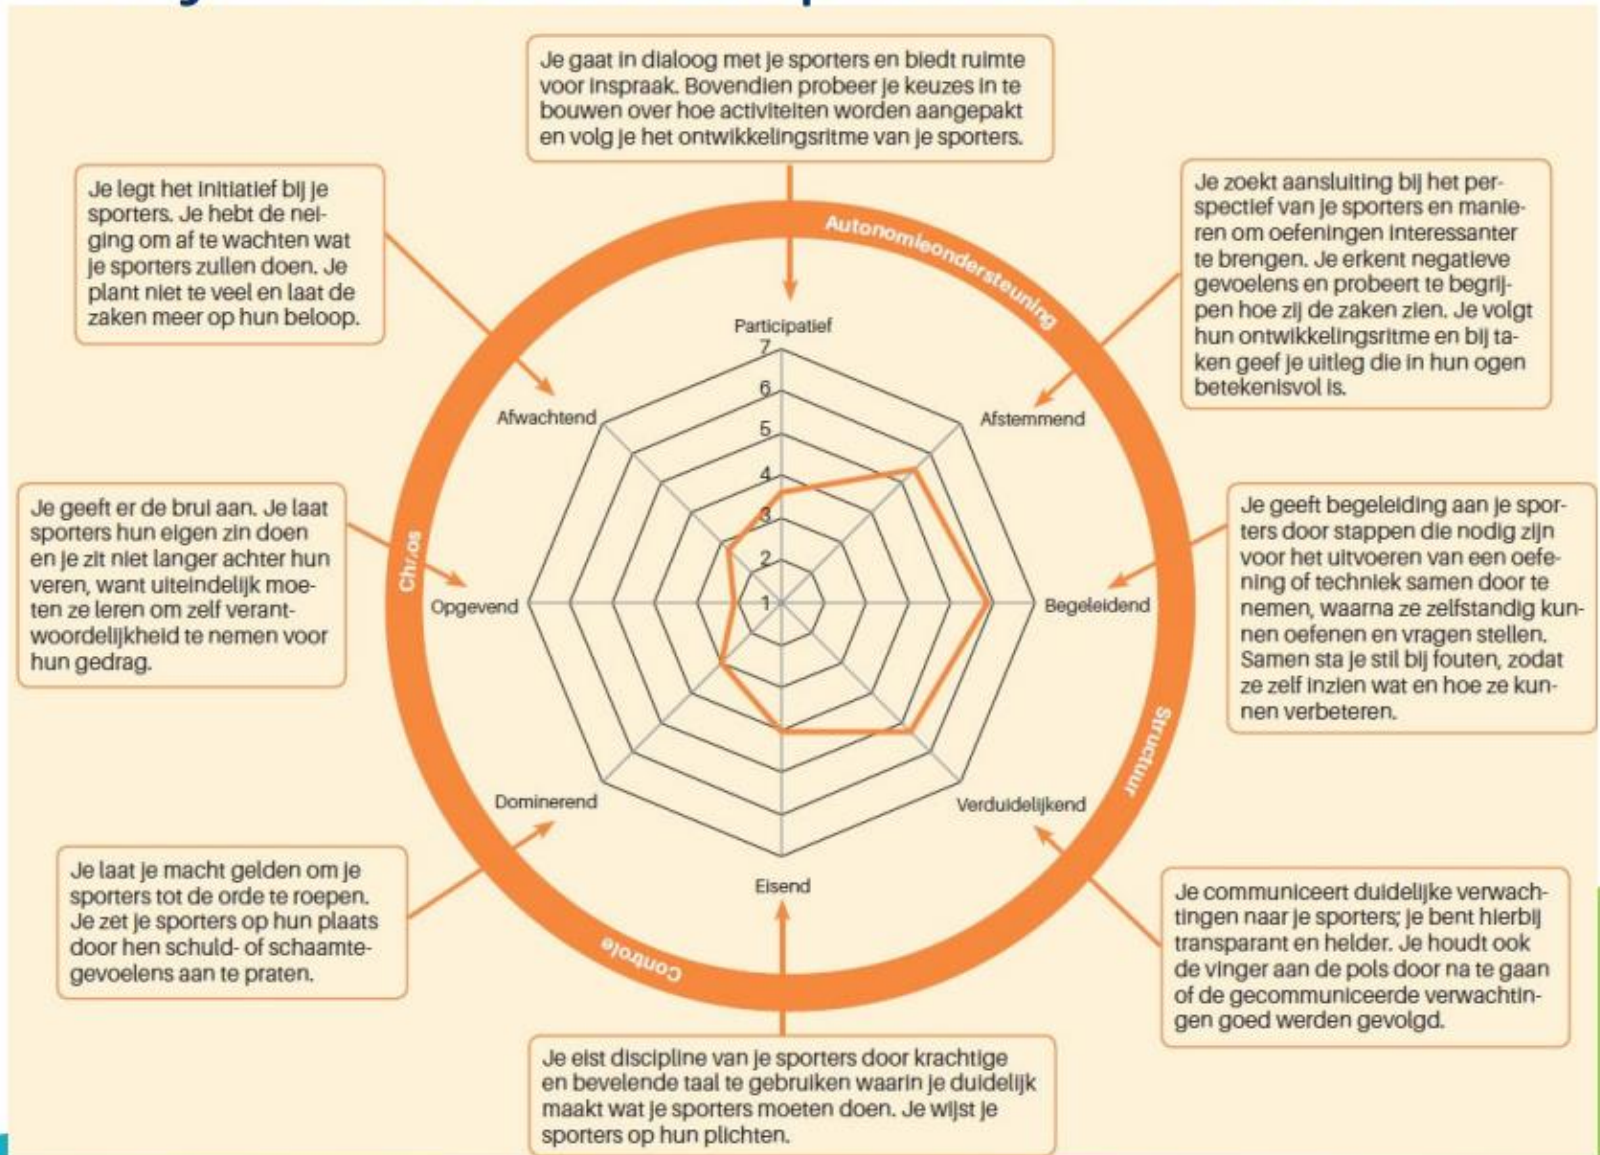 Je gaat in dialoog met je sporters en biedt ruimte
voor inspraak. Bovendien probeer je keuzes in te
bouwen over hoe activiteiten worden aangepakt
en volg je het ontwikkelingsritme van je sporters.
Je legt het initiatief bij je
sporters. Je hebt de nei-
ging om af te wachten wat
je sporters zullen doen. Je
plant niet te veel en laat de
zaken meer op hun beloop.
Je zoekt aansluiting bij het per-
spectief van je sporters en manie-
ren om oefeningen interessanter
te brengen. Je erkent negatieve
gevoelens en probeert te begrij-
pen hoe zij de zaken zien. Je volgt
hun ontwikkelingsritme en bij ta-
ken geef je uitleg die in hun ogen
betekenisvol is.
Autonomieondersteuning
Participatief
7
6
5
4
3
2
1
Afwachtend
Afstemmend
Je geeft er de brui aan. Je laat
sporters hun eigen zin doen
en je zit niet langer achter hun
veren, want uiteindelijk moe-
ten ze leren om zelf verant-
woordelijkheid te nemen voor
hun gedrag.
Chaos
Opgevend
Begeleidend
Je geeft begeleiding aan je spor-
ters door stappen die nodig zijn
voor het uitvoeren van een oefe-
ning of techniek samen door te
nemen, waarna ze zelfstandig kun-
nen oefenen en vragen stellen.
Samen sta je stil bij fouten, zodat
ze zelf inzien wat en hoe ze kun-
nen verbeteren.
Structuur
Dominerend
Verduidelijkend
Eisend
Controle
Je laat je macht gelden om je
sporters tot de orde te roepen.
Je zet je sporters op hun plaats
door hen schuld- of schaamte-
gevoelens aan te praten.
Je communiceert duidelijke verwach-
tingen naar je sporters; je bent hierbij
transparant en helder. Je houdt ook
de vinger aan de pols door na te gaan
of de gecommuniceerde verwachtin-
gen goed werden gevolgd.
Je eist discipline van je sporters door krachtige
en bevelende taal te gebruiken waarin je duidelijk
maakt wat je sporters moeten doen. Je wijst je
sporters op hun plichten.